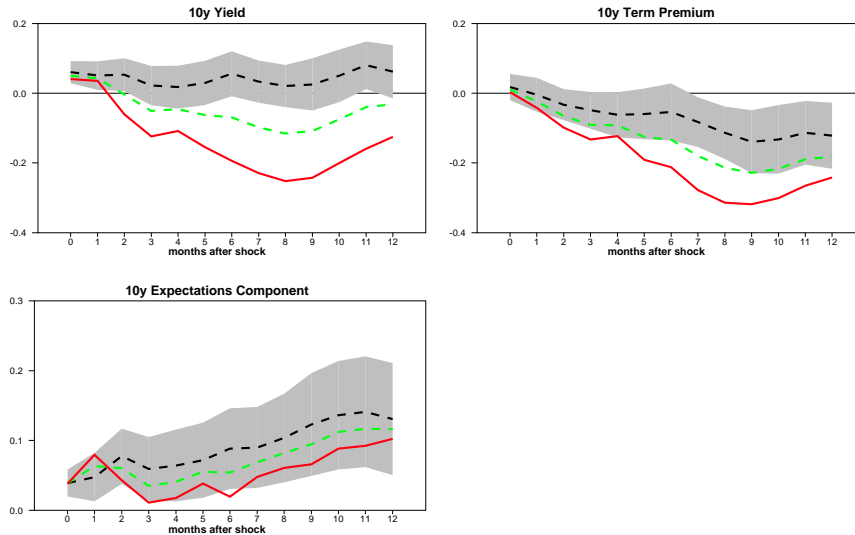 10y Yield
0.2
0.0
-0.2
-0.4
0 1 2 3 4 5 6 7 8 9 10 11 12
months after shock
10y Term Premium
0.2
0.0
-0.2
-0.4
0 1 2 3 4 5 6 7 8 9 10 11 12
months after shock
10y Expectations Component
0.3
0.2
0.1
0.0
0 1 2 3 4 5 6 7 8 9 10 11 12
months after shock